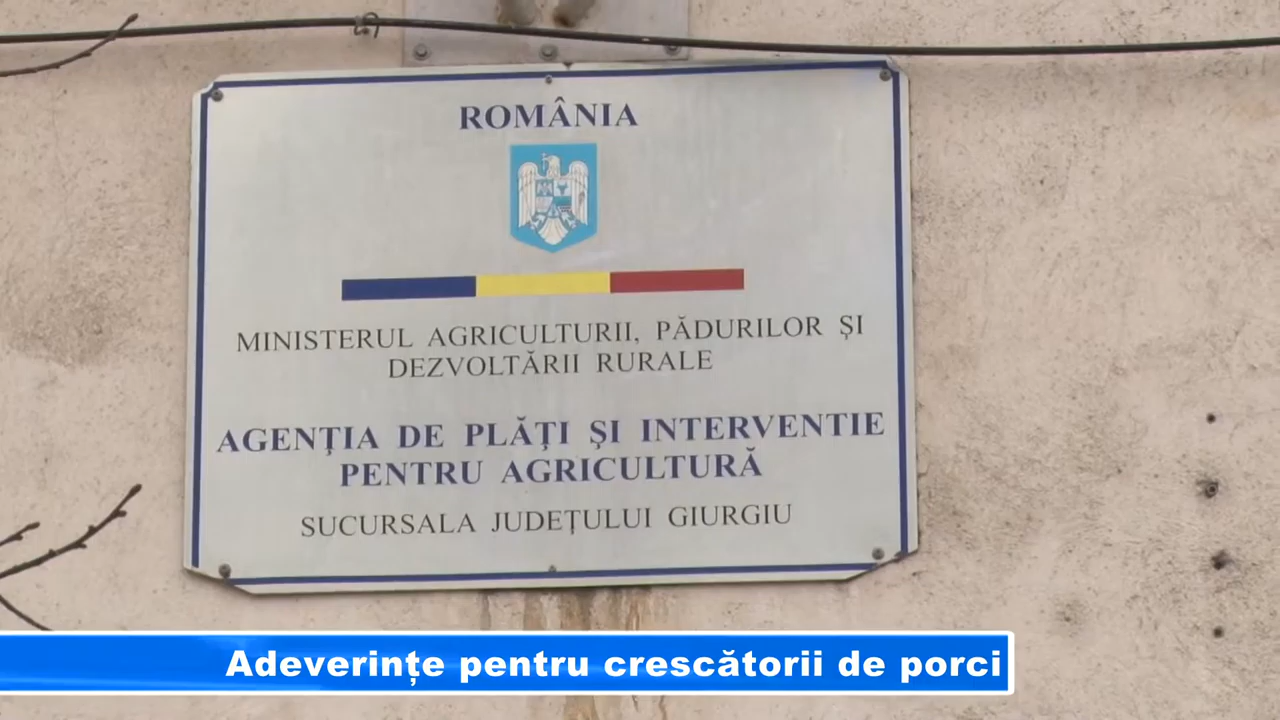 ROMÂNIA
MINISTERUL AGRICULTURII, PĂDURILOR ȘI
DEZVOLTĂRII RURALE
AGENŢIA DE PLĂŢI ŞI INTERVENTIE
PENTRU AGRICULTURĂ
SUCURSALA JUDEŢULUI GIURGIU
Adeverințe pentru crescătorii de porci